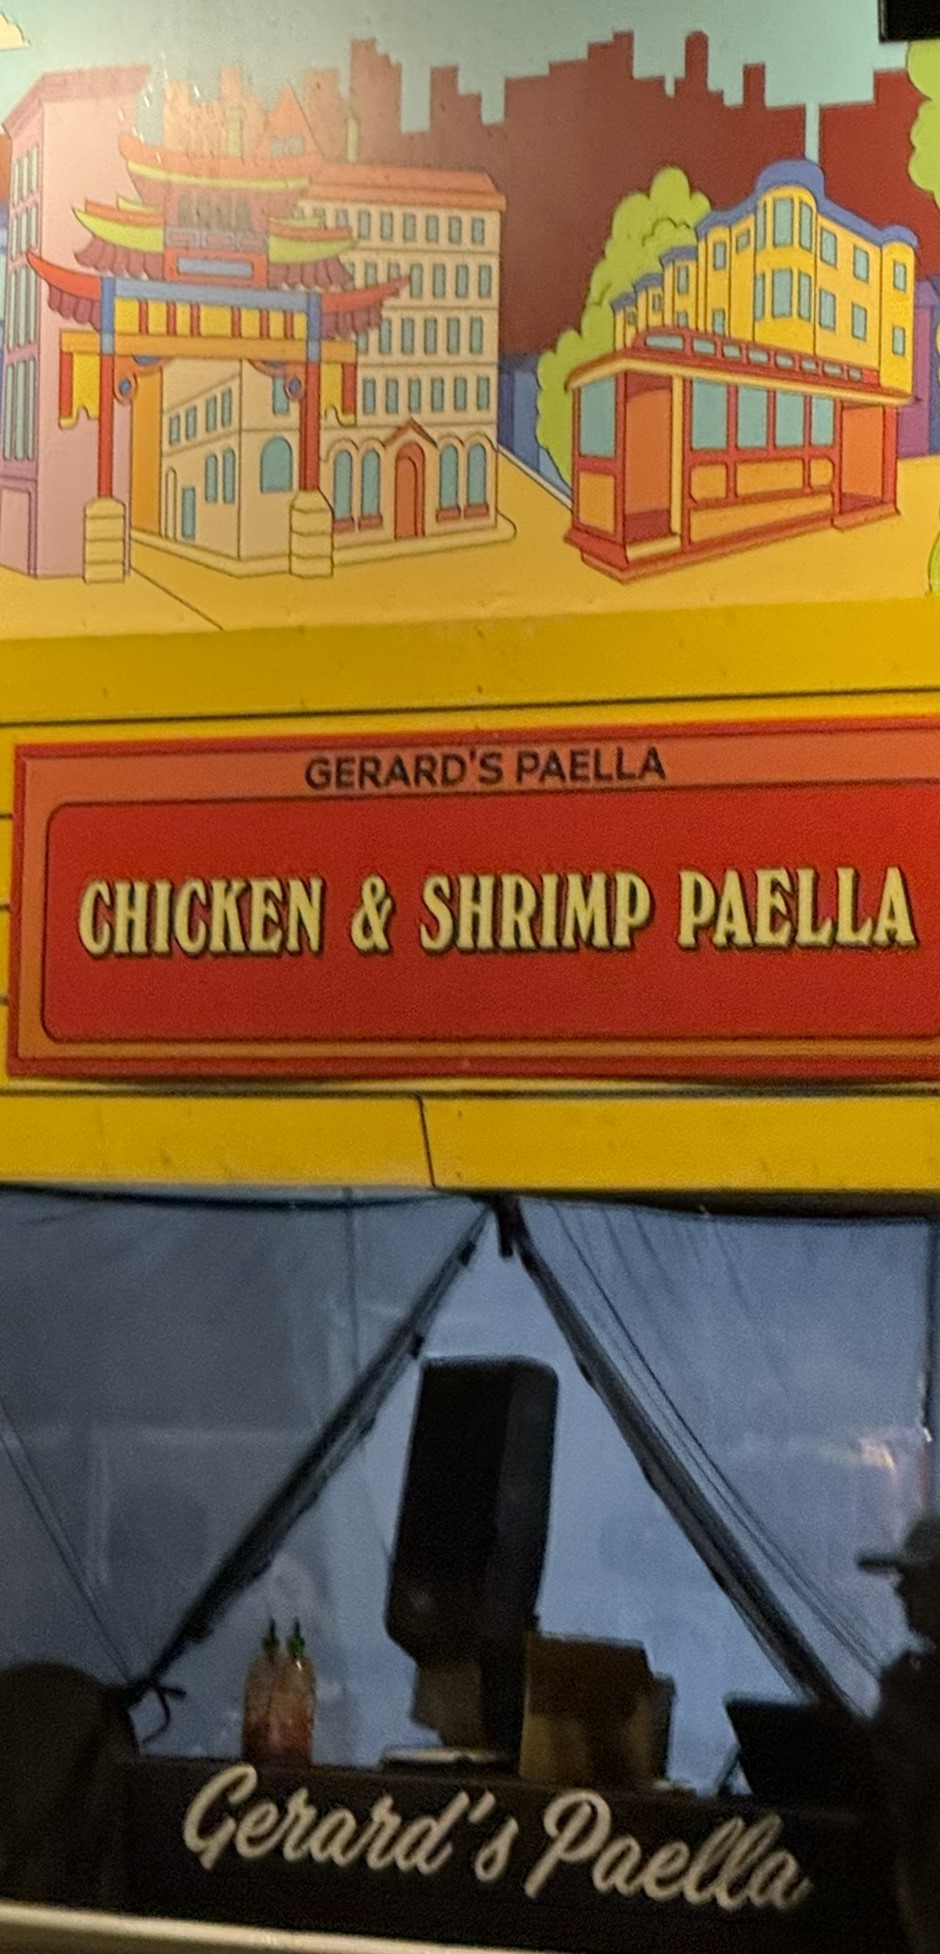 GERARD'S PAELLA
CHICKEN & SHRIMP PAELLA
Gerard's Paella